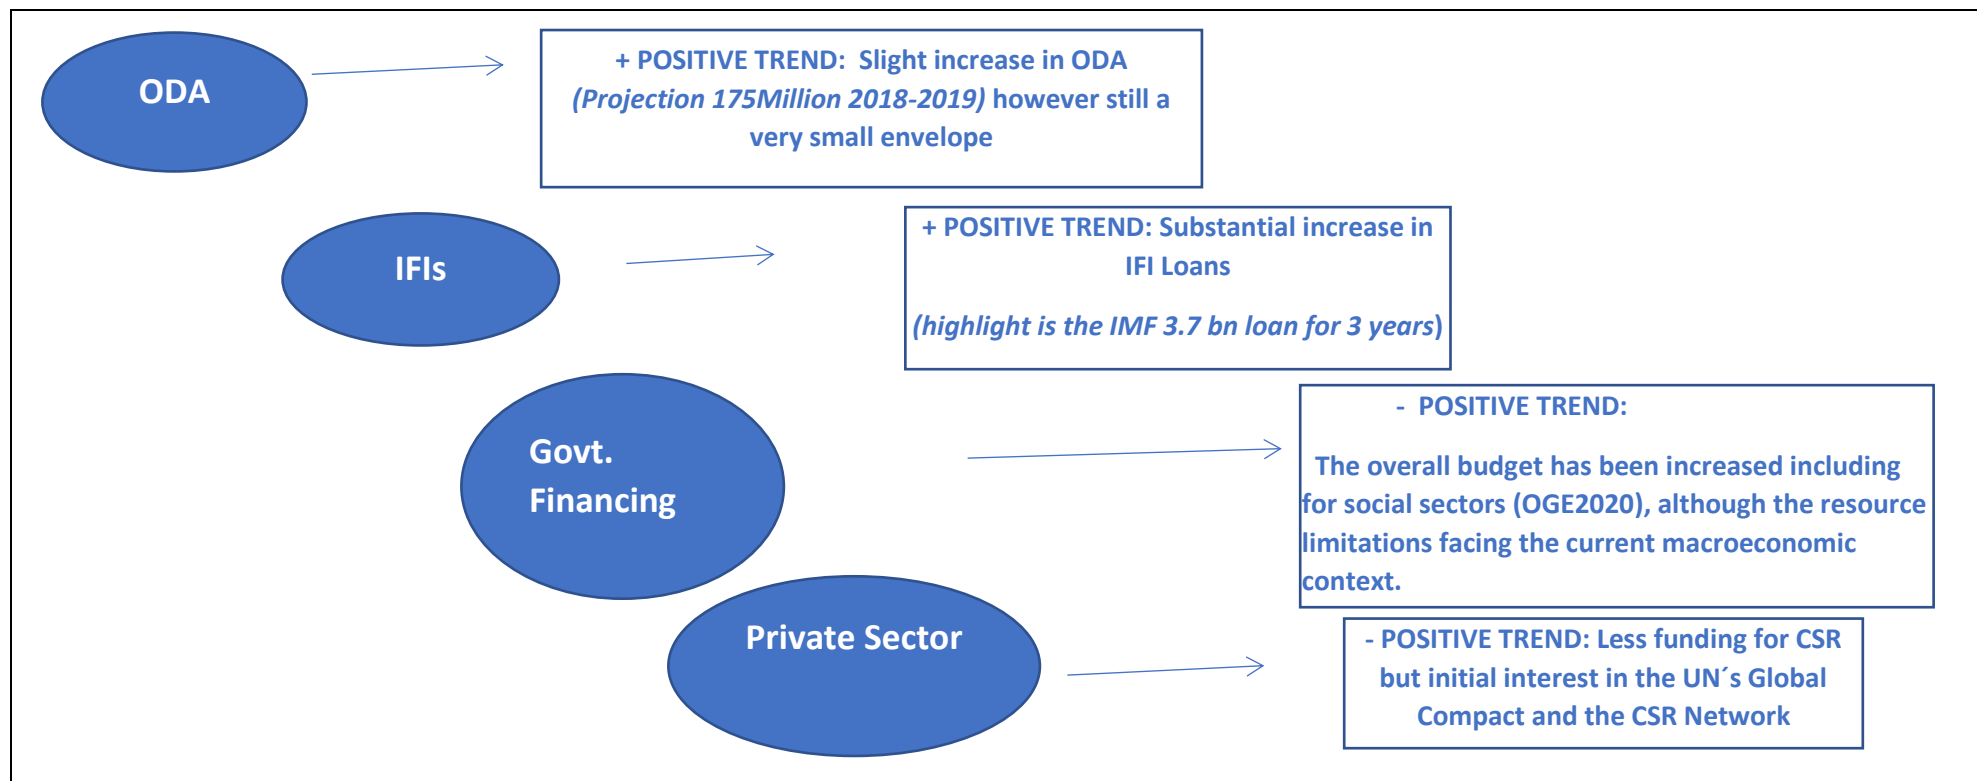 ODA
+ POSITIVE TREND: Slight increase in ODA
(Projection 175Million 2018-2019) however still a
very small envelope
IFIs
+ POSITIVE TREND: Substantial increase in
IFI Loans
(highlight is the IMF 3.7 bn loan for 3 years)
Govt.
Financing
- POSITIVE TREND:
The overall budget has been increased including
for social sectors (OGE2020), although the resource
limitations facing the current macroeconomic
context.
Private Sector
- POSITIVE TREND: Less funding for CSR
but initial interest in the UN´s Global
Compact and the CSR Network